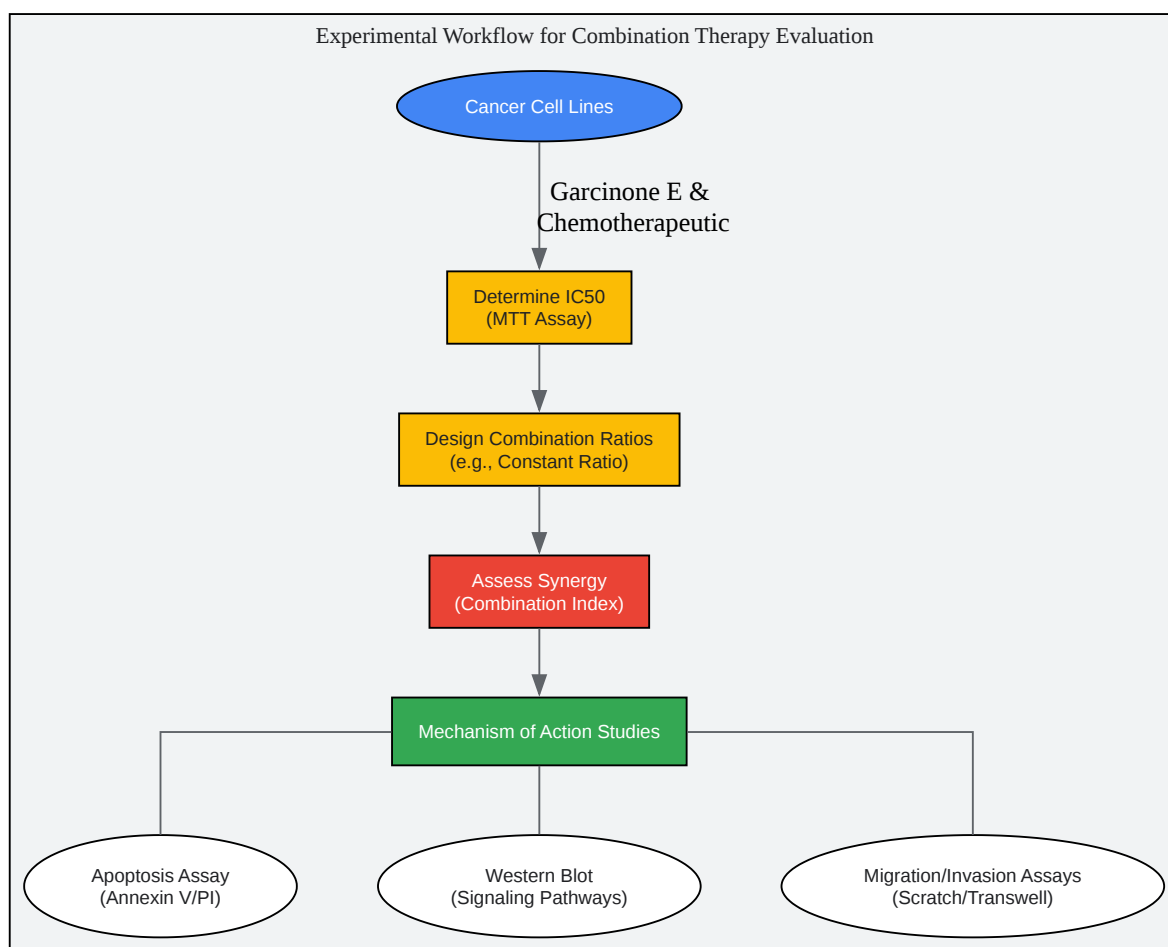 Experimental Workflow for Combination Therapy Evaluation
Cancer Cell Lines
Garcinone E &
Chemotherapeutic
Determine IC50
(MTT Assay)
Design Combination Ratios
(e.g., Constant Ratio)
Assess Synergy
(Combination Index)
Mechanism of Action Studies
Apoptosis Assay
(Annexin V/PI)
Western Blot
(Signaling Pathways)
Migration/Invasion Assays
(Scratch/Transwell)